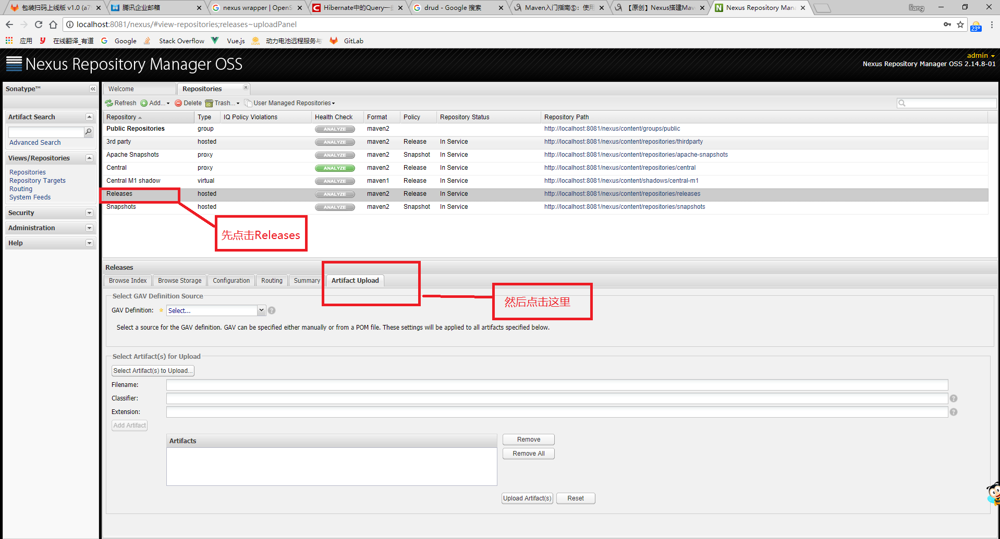 包装扫码上线版 v1.0 (a7
腾讯企业邮箱
nexus wrapper | OpenS
Hibernate中的Query一些
drud - Google 搜索
Maven入门指南⑤：使用
【原创】Nexus搭建Mav
Nexus Repository Mana
liang
localhost:8081/nexus/#view-repositories;releases~uploadPanel
23°
应用
在线翻译_有道
Google
Stack Overflow
Vue.js
动力电池远程服务与
GitLab
Nexus Repository Manager OSS
admin
Nexus Repository Manager OSS 2.14.8-01
Sonatype™
Welcome
Repositories
Refresh Add... Delete Trash... User Managed Repositories
Artifact Search
Advanced Search
Views/Repositories
Repositories
Repository Targets
Routing
System Feeds
Security
Administration
Help
Repository Type IQ Policy Violations Health Check Format Policy Repository Status Repository Path
Public Repositories group ANALYZE maven2 http://localhost:8081/nexus/content/groups/public
3rd party hosted ANALYZE maven2 Release In Service http://localhost:8081/nexus/content/repositories/thirdparty
Apache Snapshots proxy ANALYZE maven2 Snapshot In Service http://localhost:8081/nexus/content/repositories/apache-snapshots
Central proxy ANALYZE maven2 Release In Service http://localhost:8081/nexus/content/repositories/central
Central M1 shadow virtual ANALYZE maven1 Release In Service http://localhost:8081/nexus/content/shadows/central-m1
Releases hosted ANALYZE maven2 Release In Service http://localhost:8081/nexus/content/repositories/releases
Snapshots hosted ANALYZE maven2 Snapshot In Service http://localhost:8081/nexus/content/repositories/snapshots
先点击Releases
Releases
Browse Index Browse Storage Configuration Routing Summary Artifact Upload
然后点击这里
Select GAV Definition Source
GAV Definition: Select...
Select a source for the GAV definition. GAV can be specified either manually or from a POM file. These settings will be applied to all artifacts specified below.
Select Artifact(s) for Upload
Select Artifact(s) to Upload...
Filename:
Classifier:
Extension:
Add Artifact
Artifacts
Remove
Remove All
Upload Artifact(s)
Reset